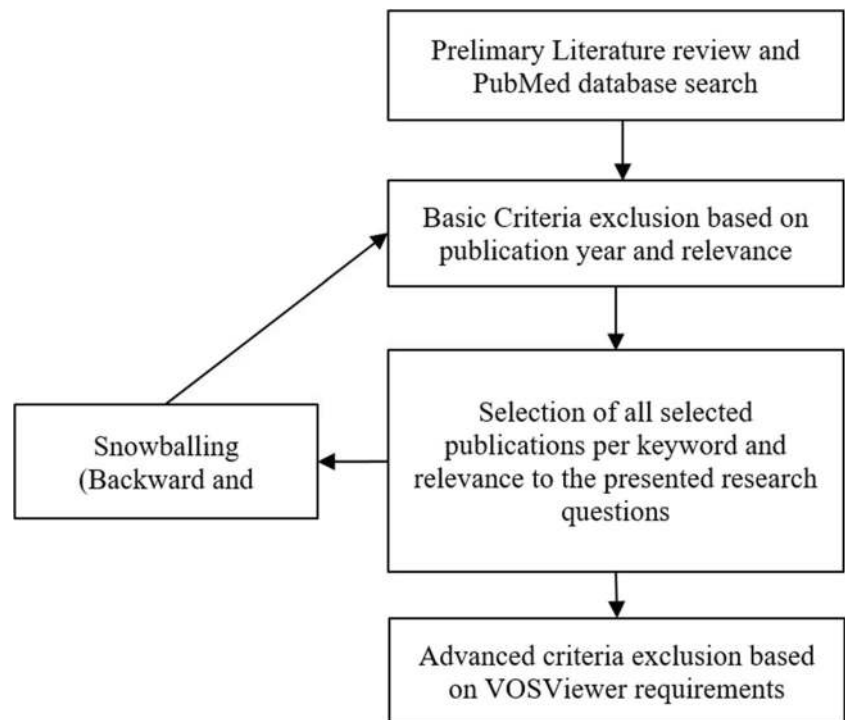 Prelimary Literature review and
PubMed database search
Basic Criteria exclusion based on
publication year and relevance
Selection of all selected
publications per keyword and
relevance to the presented research
questions
Snowballing
(Backward and
Advanced criteria exclusion based
on VOSViewer requirements